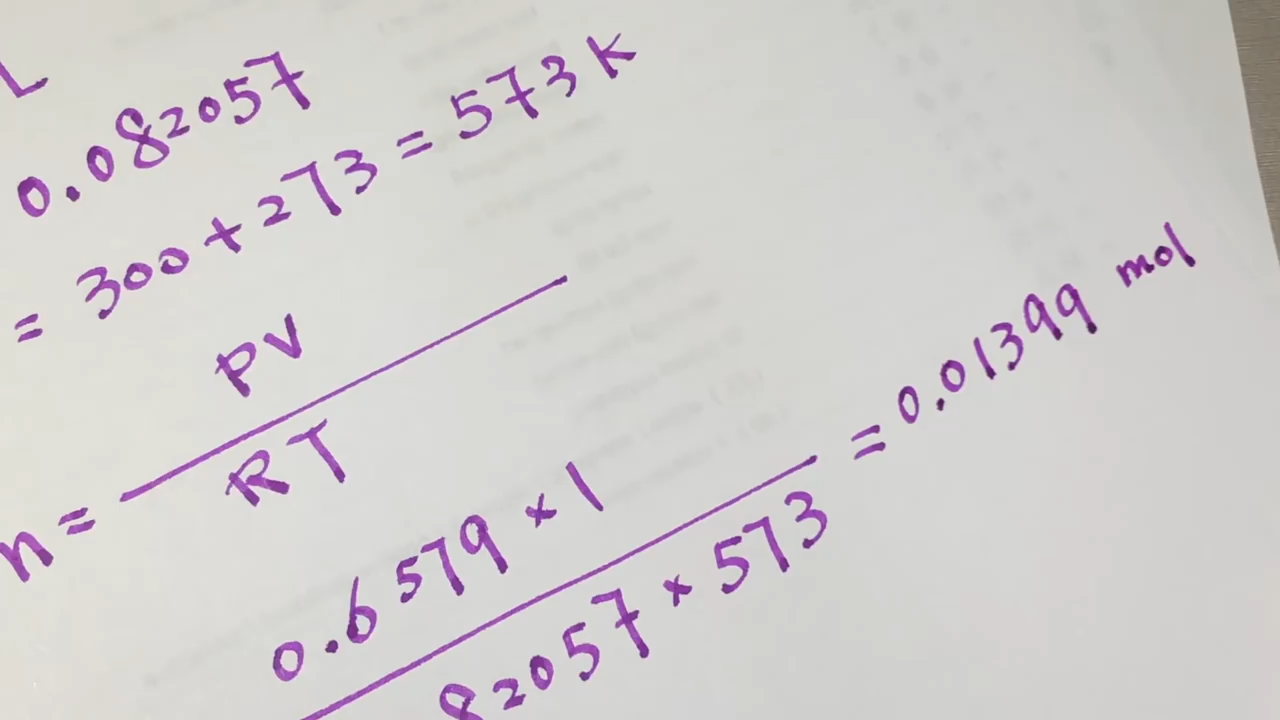 L
0.082057
= 300 + 273 = 573 K
n = PV
RT
0.6579 × 1
82057 × 573
= 0.01399 mol